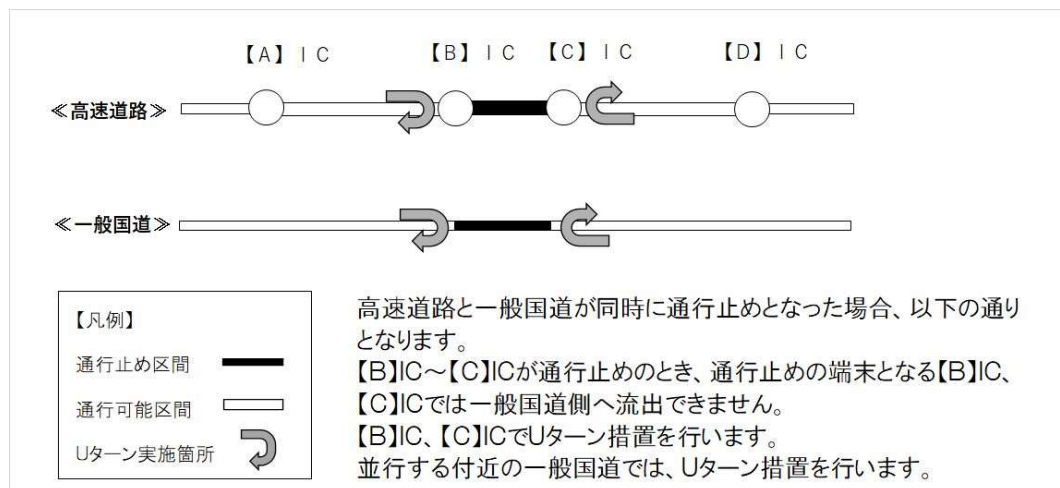 【A】ＩＣ 【B】ＩＣ 【C】ＩＣ 【D】ＩＣ
≪高速道路≫
≪一般国道≫
【凡例】
通行止め区間
通行可能区間
Uターン実施箇所
高速道路と一般国道が同時に通行止めとなった場合、以下の通り
となります。
【B】IC～【C】ICが通行止めのとき、通行止めの端末となる【B】IC、
【C】ICでは一般国道側へ流出できません。
【B】IC、【C】ICでUターン措置を行います。
並行する付近の一般国道では、Uターン措置を行います。